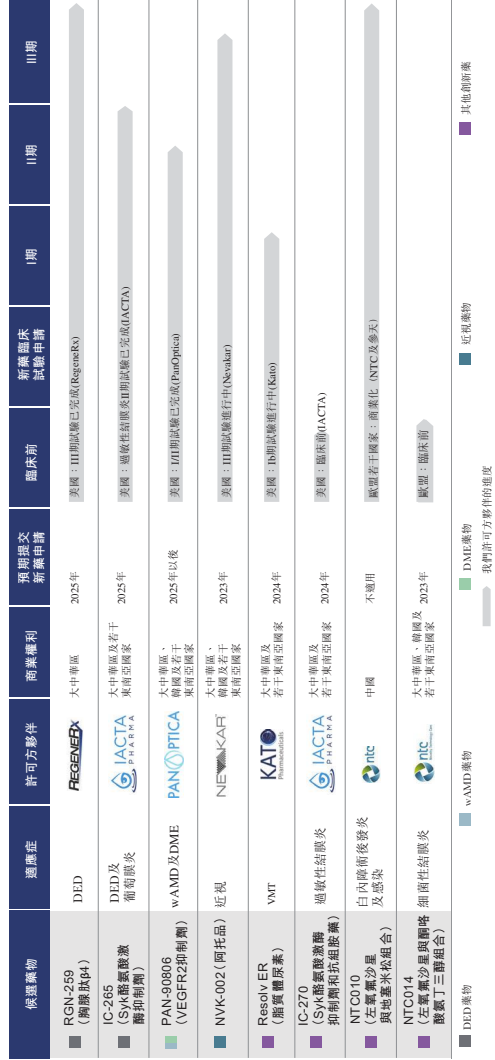 候選藥物
適應症
許可方夥伴
商業權利
預期提交
新藥申請
臨床前
新藥臨床
試驗申請
I期
II期
III期
RGN-259
（胸腺肽β4）
DED
REGENERX
大中華區
2025年
美國：III期試驗已完成(RegeneRx)
IC-265
（Syk酪氨酸激
酶抑制劑）
DED及
葡萄膜炎
IACTA
PHARMA
大中華區及若干
東南亞國家
2025年
美國：過敏性結膜炎II期試驗已完成(IACTA)
PAN-90806
（VEGFR2抑制劑）
wAMD及DME
PANOPTICA
大中華區、
韓國及若干
東南亞國家
2025年以後
美國：I/II期試驗已完成(PanOptica)
NVK-002（阿托品）
近視
NEVAKAR
大中華區、
韓國及若干
東南亞國家
2023年
美國：III期試驗進行中(Nevakar)
Resolv ER
（脂質體尿素）
VMT
KATO
Pharmaceuticals
大中華區及
若干東南亞國家
2024年
美國：Ib期試驗進行中(Kato)
IC-270
（Syk酪氨酸激酶
抑制劑和抗組胺藥）
過敏性結膜炎
IACTA
PHARMA
大中華區及
若干東南亞國家
2024年
美國：臨床前(IACTA)
NTC010
（左氧氟沙星
與地塞米松組合）
白內障術後發炎
及感染
ntc
中國
不適用
歐盟若干國家：商業化（NTC及參天）
NTC014
（左氧氟沙星與酮咯
酸氨丁三醇組合）
細菌性結膜炎
ntc
大中華區、韓國及
若干東南亞國家
2023年
歐盟：臨床前
DED藥物
wAMD藥物
DME藥物
近視藥物
其他創新藥
我們許可方夥伴的進度